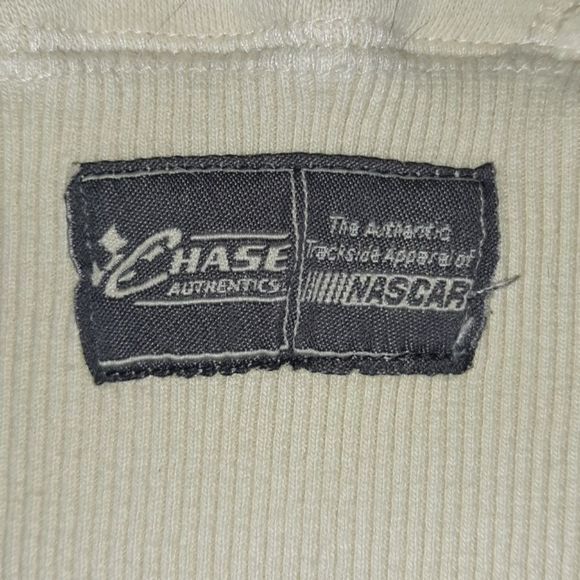 CHASE
AUTHENTICS
The Authentic
Trackside Apparel of
NASCAR